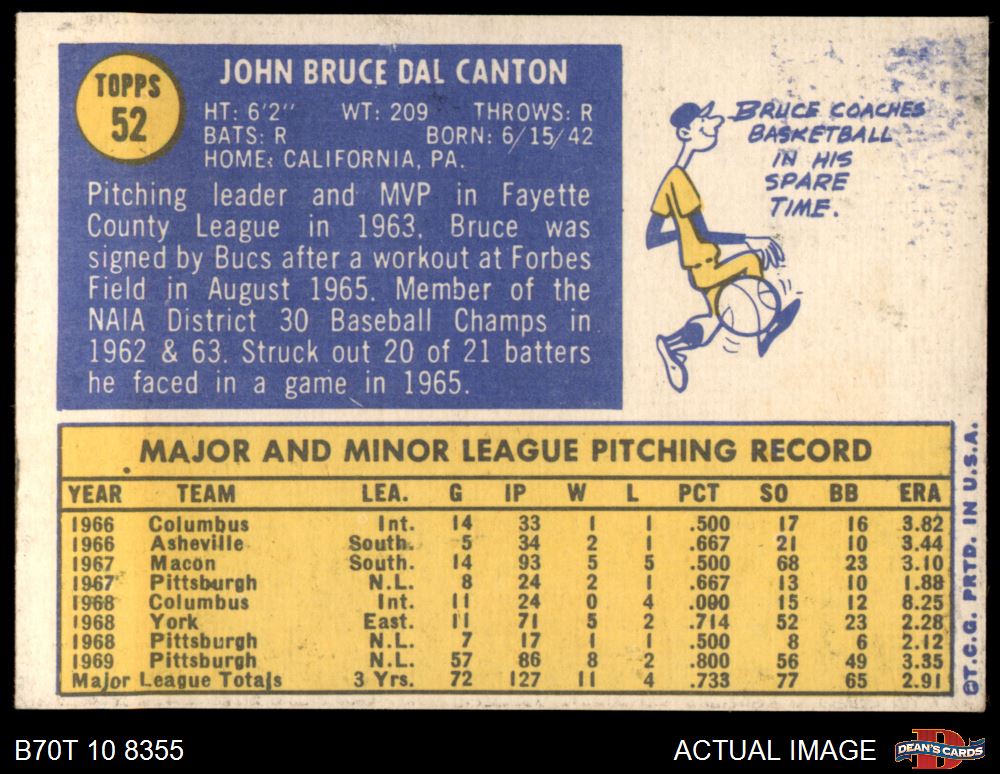 TOPPS
52
JOHN BRUCE DAL CANTON
HT: 6'2" WT: 209 THROWS: R
BATS: R BORN: 6/15/42
HOME: CALIFORNIA, PA.
Pitching leader and MVP in Fayette
County League in 1963. Bruce was
signed by Bucs after a workout at Forbes
Field in August 1965. Member of the
NAIA District 30 Baseball Champs in
1962 & 63. Struck out 20 of 21 batters
he faced in a game in 1965.
BRUCE COACHES
BASKETBALL
IN HIS
SPARE
TIME.
MAJOR AND MINOR LEAGUE PITCHING RECORD
YEAR TEAM LEA. G IP W L PCT SO BB ERA
1966 Columbus Int. 14 33 1 1 .500 17 16 3.82
1966 Asheville South. 5 34 2 1 .667 21 10 3.44
1967 Macon South. 14 93 5 5 .500 68 23 3.10
1967 Pittsburgh N.L. 8 24 2 1 .667 13 10 1.88
1968 Columbus Int. 11 24 0 4 .000 15 12 8.25
1968 York East. 11 71 5 2 .714 52 23 2.28
1968 Pittsburgh N.L. 7 17 1 1 .500 8 6 2.12
1969 Pittsburgh N.L. 57 86 8 2 .800 56 49 3.35
Major League Totals 3 Yrs. 72 127 11 4 .733 77 65 2.91
©T.C.G. PRTD. IN U.S.A.
B70T 10 8355
ACTUAL IMAGE
D
DEAN'S CARDS